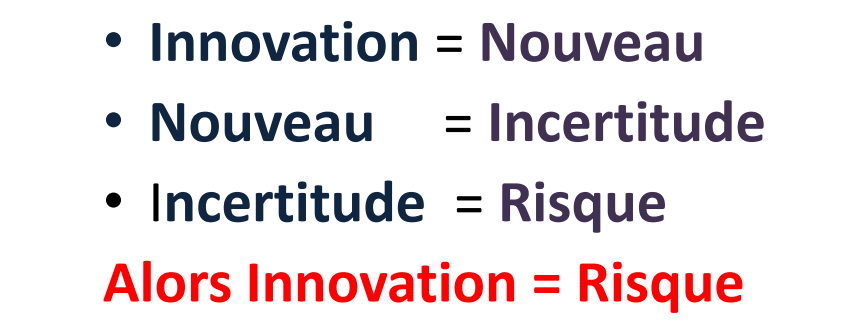 • Innovation = Nouveau
• Nouveau = Incertitude
• Incertitude = Risque
Alors Innovation = Risque